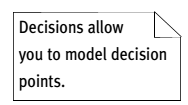 Decisions allow
you to model decision
points.